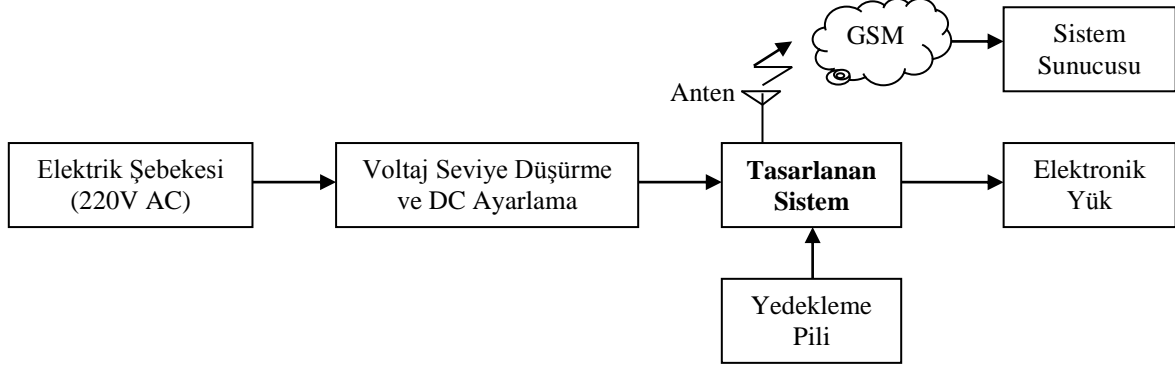 GSM
Sistem
Sunucusu
Anten
Elektrik Şebekesi
(220V AC)
Voltaj Seviye Düşürme
ve DC Ayarlama
Tasarlanan
Sistem
Elektronik
Yük
Yedekleme
Pili